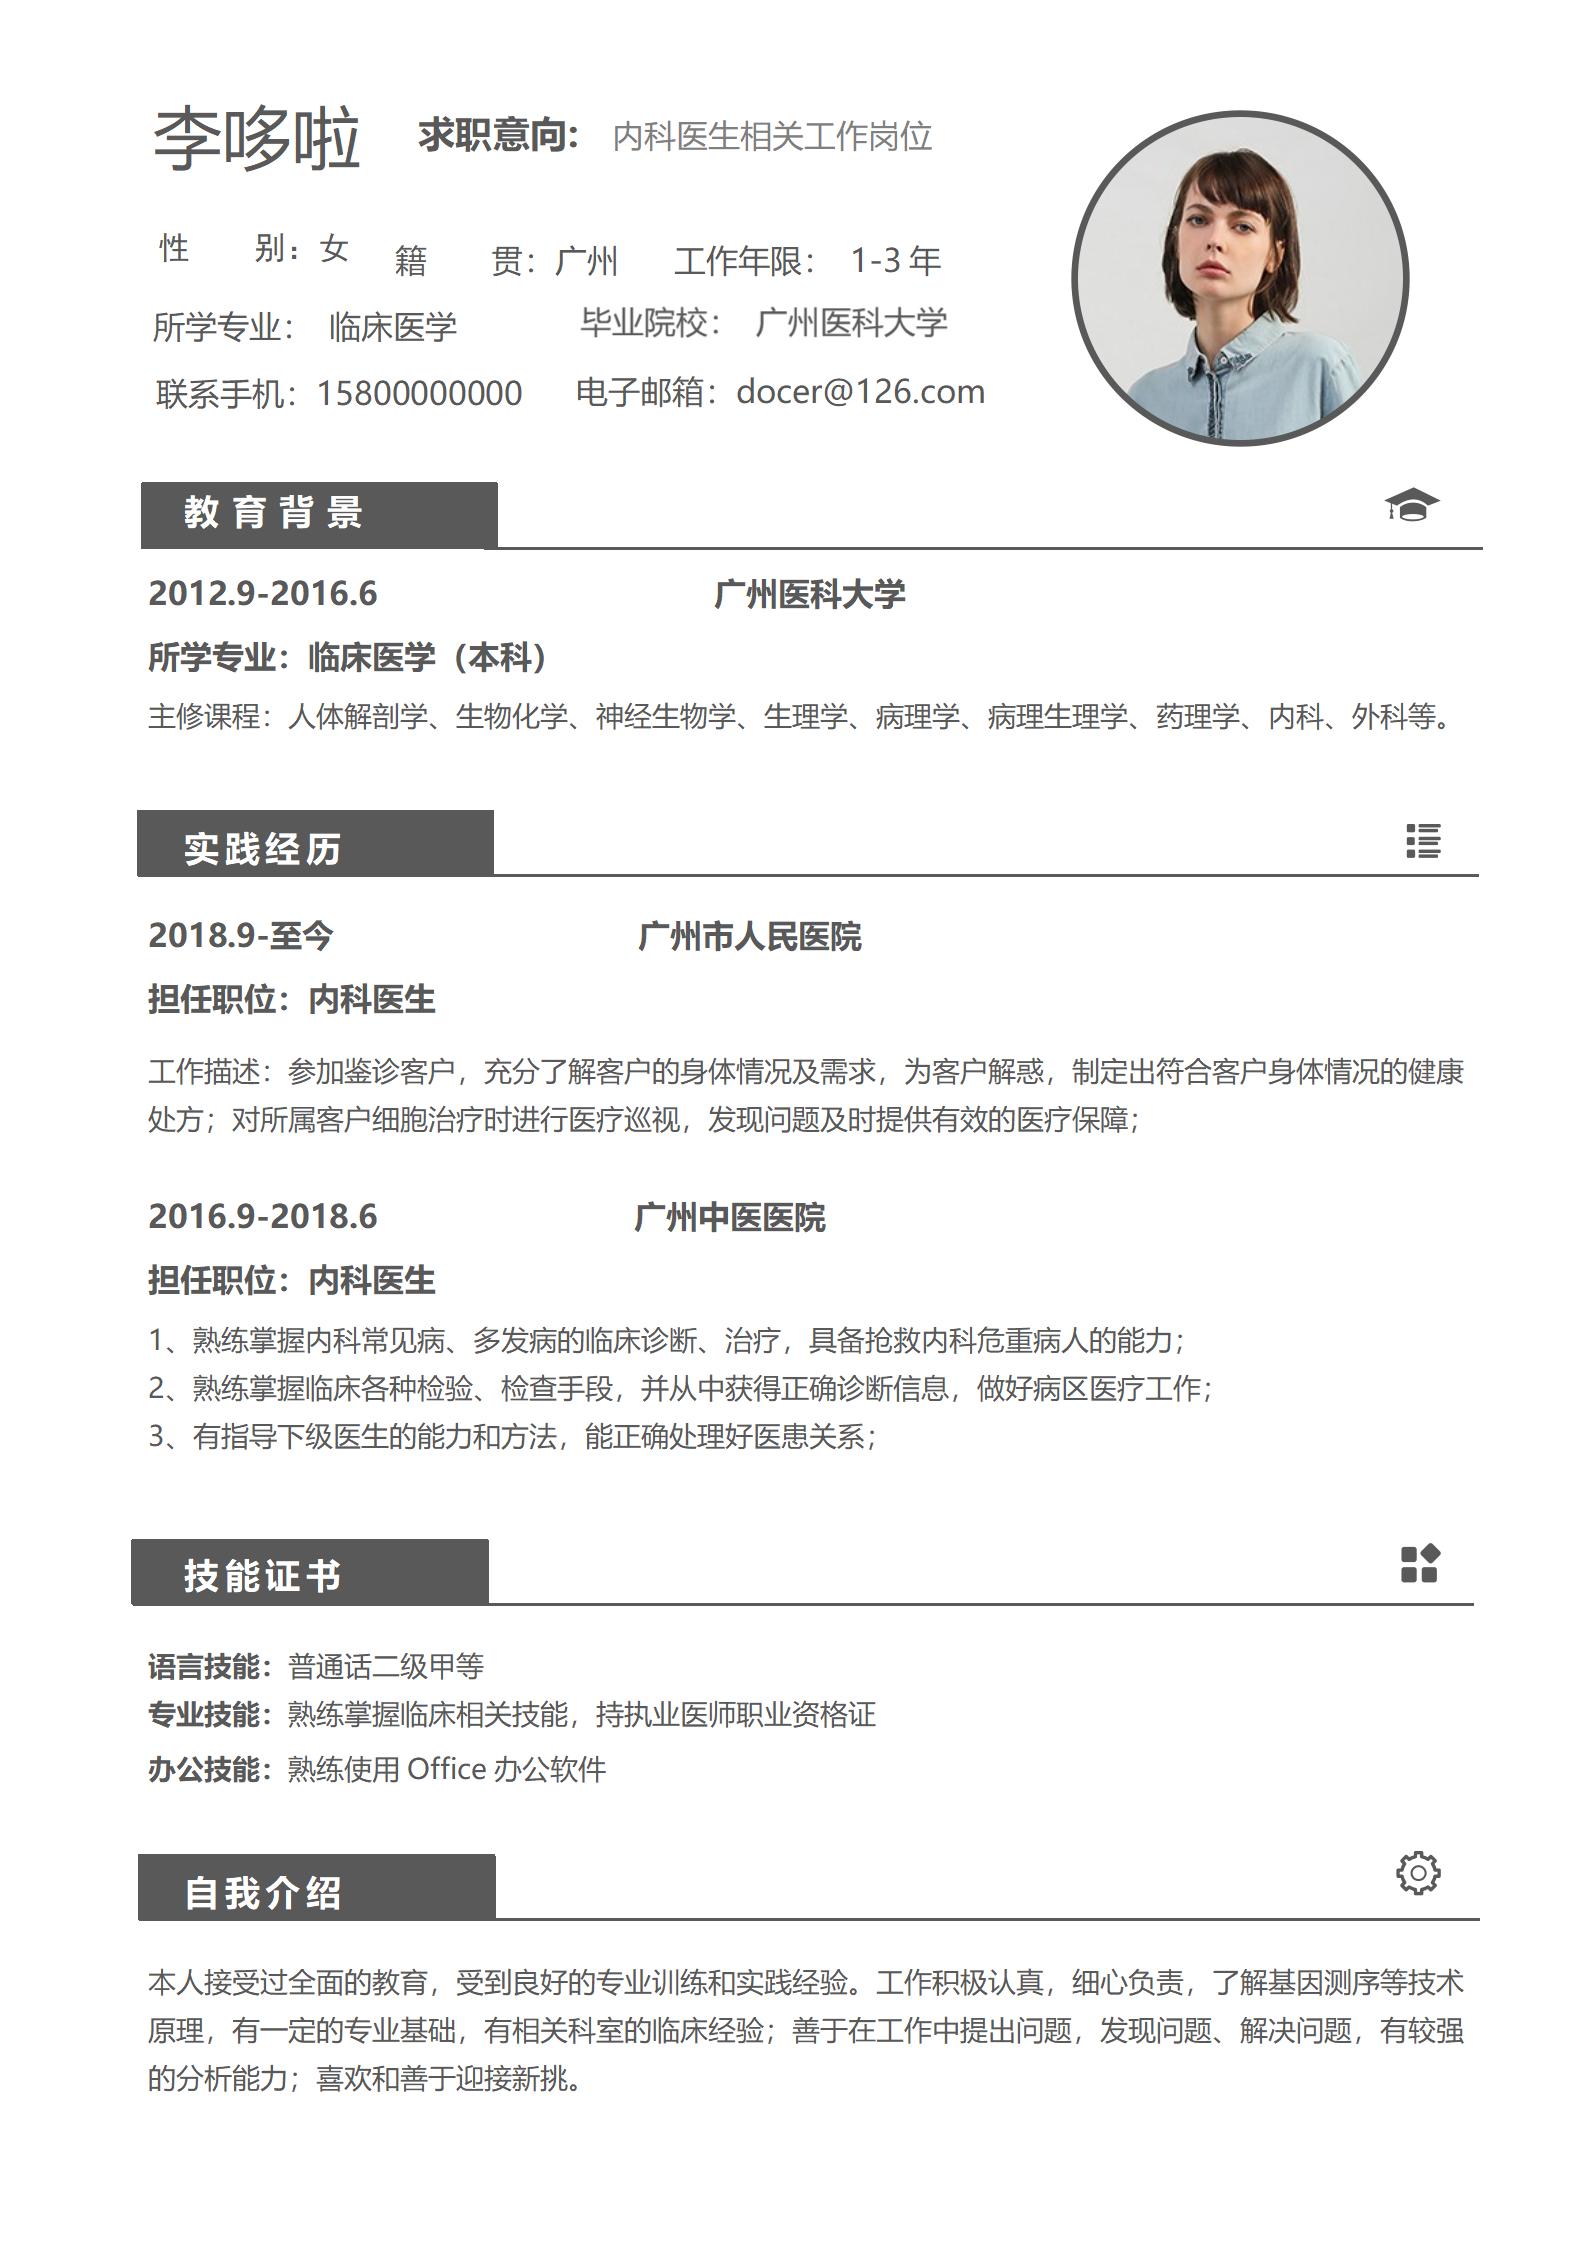 李哆啦 求职意向: 内科医生相关工作岗位
性 别：女 籍 贯：广州 工作年限： 1-3 年
所学专业： 临床医学 毕业院校： 广州医科大学
联系手机：15800000000 电子邮箱：docer@126.com
教育背景
2012.9-2016.6 广州医科大学
所学专业：临床医学（本科）
主修课程：人体解剖学、生物化学、神经生物学、生理学、病理学、病理生理学、药理学、内科、外科等。
实践经历
2018.9-至今 广州市人民医院
担任职位：内科医生
工作描述：参加鉴诊客户，充分了解客户的身体情况及需求，为客户解惑，制定出符合客户身体情况的健康
处方；对所属客户细胞治疗时进行医疗巡视，发现问题及时提供有效的医疗保障；
2016.9-2018.6 广州中医医院
担任职位：内科医生
1、熟练掌握内科常见病、多发病的临床诊断、治疗，具备抢救内科危重病人的能力；
2、熟练掌握临床各种检验、检查手段，并从中获得正确诊断信息，做好病区医疗工作；
3、有指导下级医生的能力和方法，能正确处理好医患关系；
技能证书
语言技能：普通话二级甲等
专业技能：熟练掌握临床相关技能，持执业医师职业资格证
办公技能：熟练使用 Office 办公软件
自我介绍
本人接受过全面的教育，受到良好的专业训练和实践经验。工作积极认真，细心负责，了解基因测序等技术
原理，有一定的专业基础，有相关科室的临床经验；善于在工作中提出问题，发现问题、解决问题，有较强
的分析能力；喜欢和善于迎接新挑。